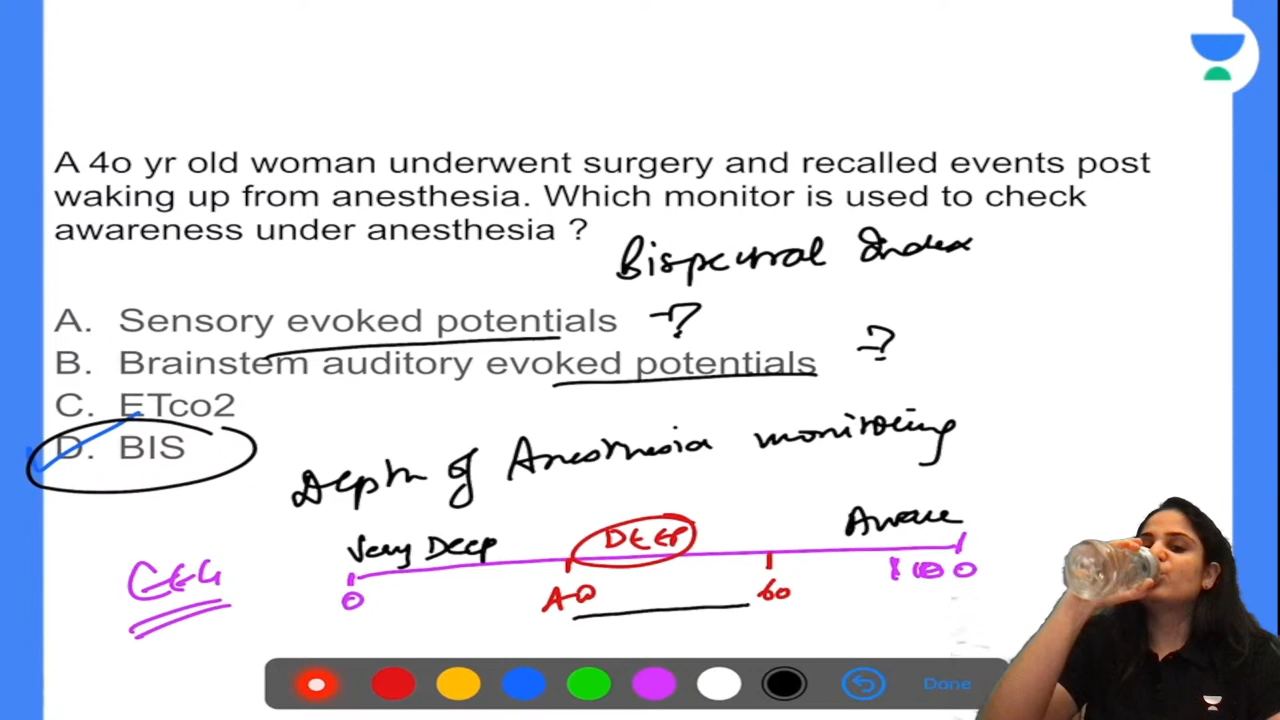 A 4o yr old woman underwent surgery and recalled events post
waking up from anesthesia. Which monitor is used to check
awareness under anesthesia ?
Bispectral Index
A. Sensory evoked potentials →?
B. Brainstem auditory evoked potentials →?
C. ETco2
D. BIS
Depth of Anesthesia monitoring
Very Deep DEEP Aware
EEG
0 40 60 100
Done